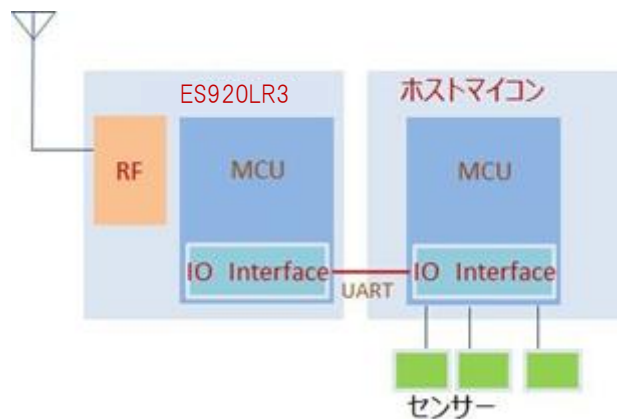 ES920LR3
ホストマイコン
RF
MCU
MCU
IO Interface
UART
IO Interface
センサー